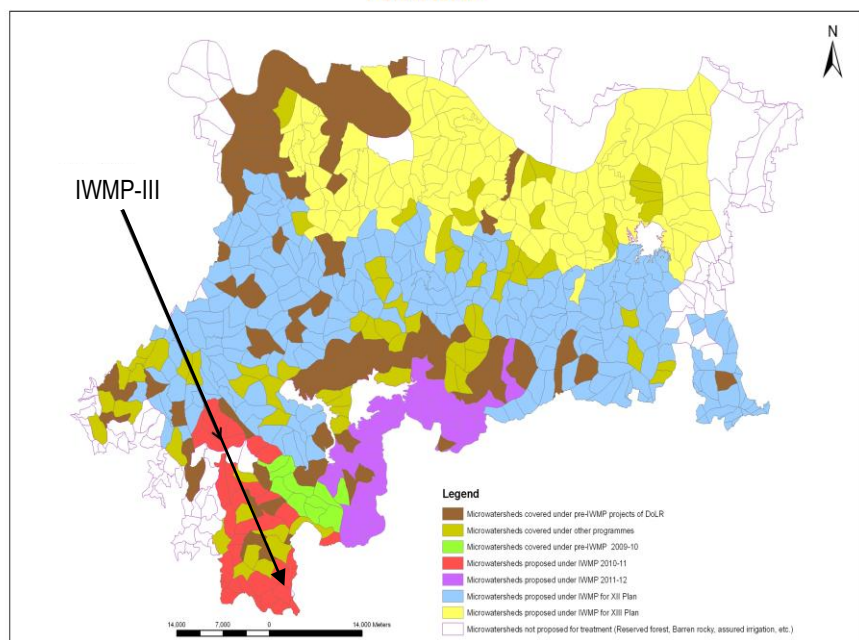 N
IWMP-III
Legend
Microwatersheds covered under pre-IWMP projects of DoLR
Microwatersheds covered under other programmes
Microwatersheds covered under pre-IWMP 2009-10
Microwatersheds proposed under IWMP 2010-11
Microwatersheds proposed under IWMP 2011-12
Microwatersheds proposed under IWMP for XII Plan
Microwatersheds proposed under IWMP for XIII Plan
Microwatersheds not proposed for treatment (Reserved forest, Barren rocky, assured irrigation, etc.)
14,000 7,000 0 14,000 Meters